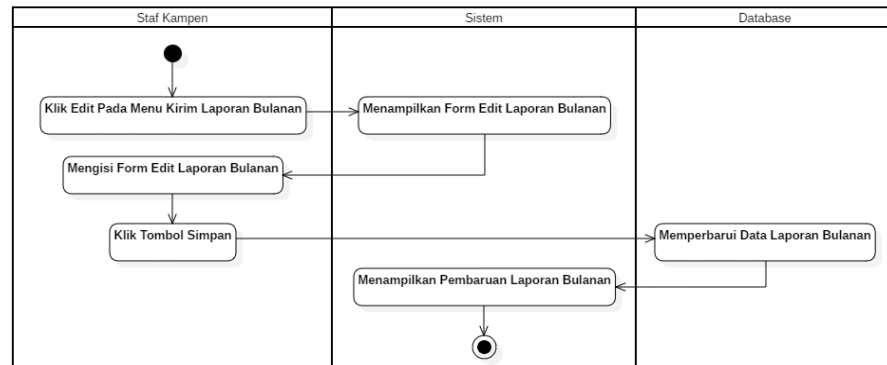 Staf Kampen
Sistem
Database
Klik Edit Pada Menu Kirim Laporan Bulanan
Menampilkan Form Edit Laporan Bulanan
Mengisi Form Edit Laporan Bulanan
Klik Tombol Simpan
Memperbarui Data Laporan Bulanan
Menampilkan Pembaruan Laporan Bulanan